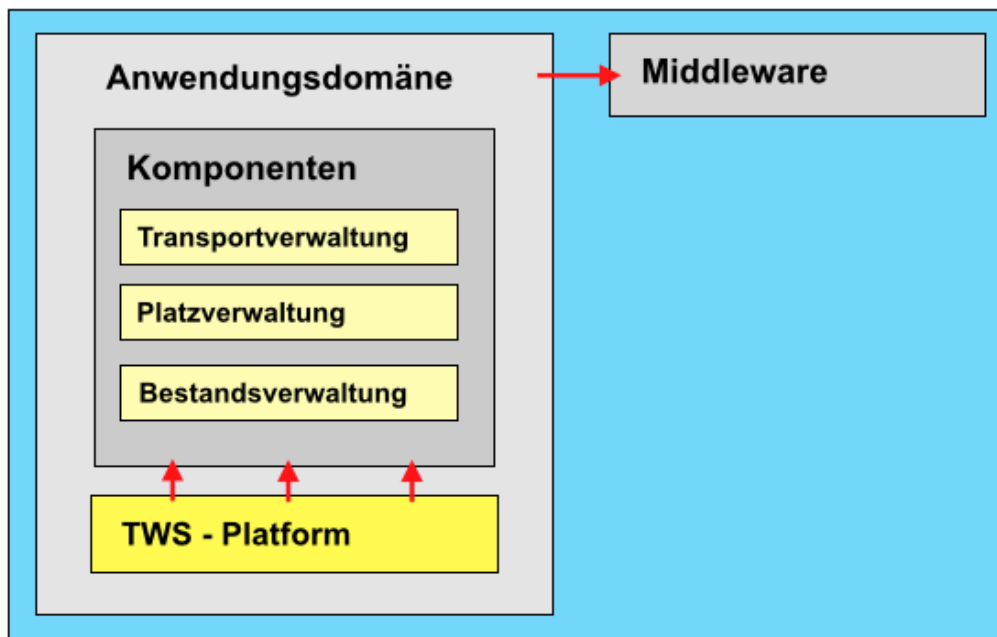 Anwendungsdomäne
Middleware
Komponenten
Transportverwaltung
Platzverwaltung
Bestandsverwaltung
TWS - Platform